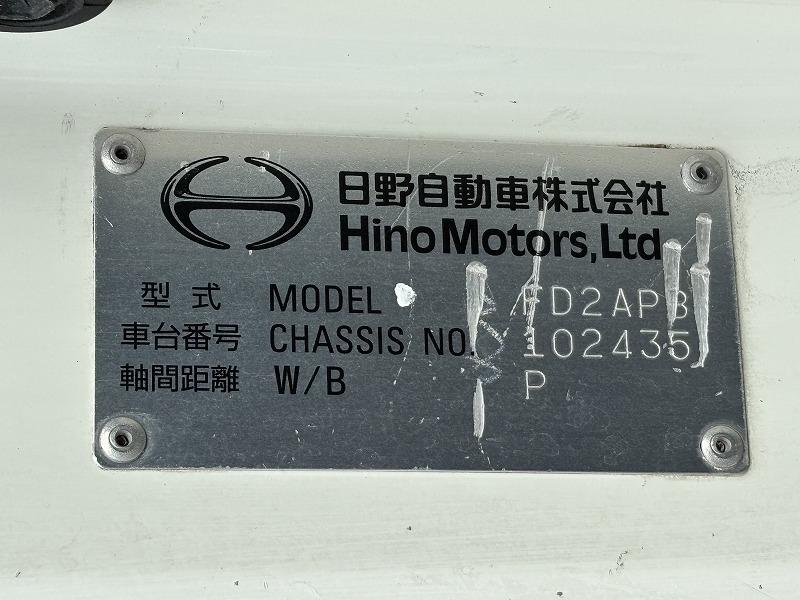 日野自動車株式会社
Hino Motors, Ltd
型式 MODEL FD2APB
車台番号 CHASSIS NO. 102435
軸間距離 W/B P